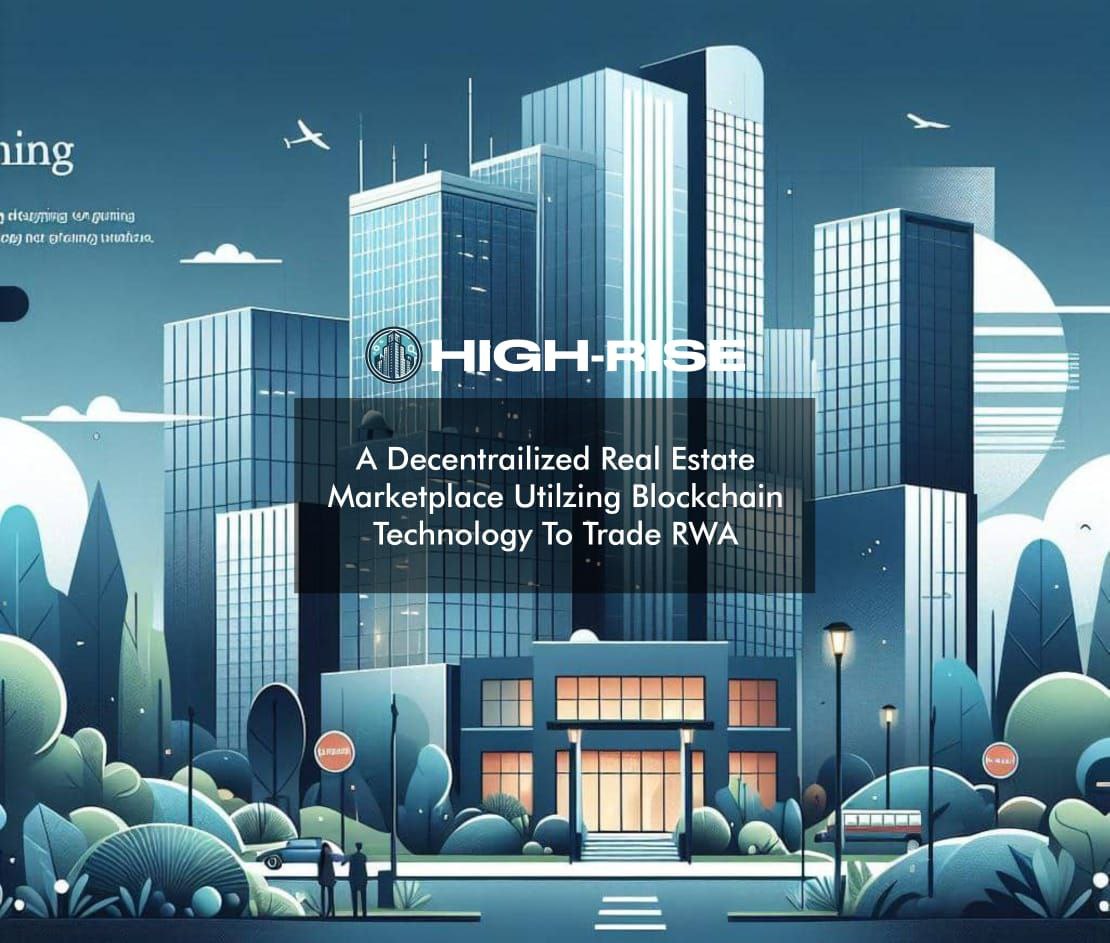 ning
HIGH-RISE
A Decentrailized Real Estate
Marketplace Utilzing Blockchain
Technology To Trade RWA